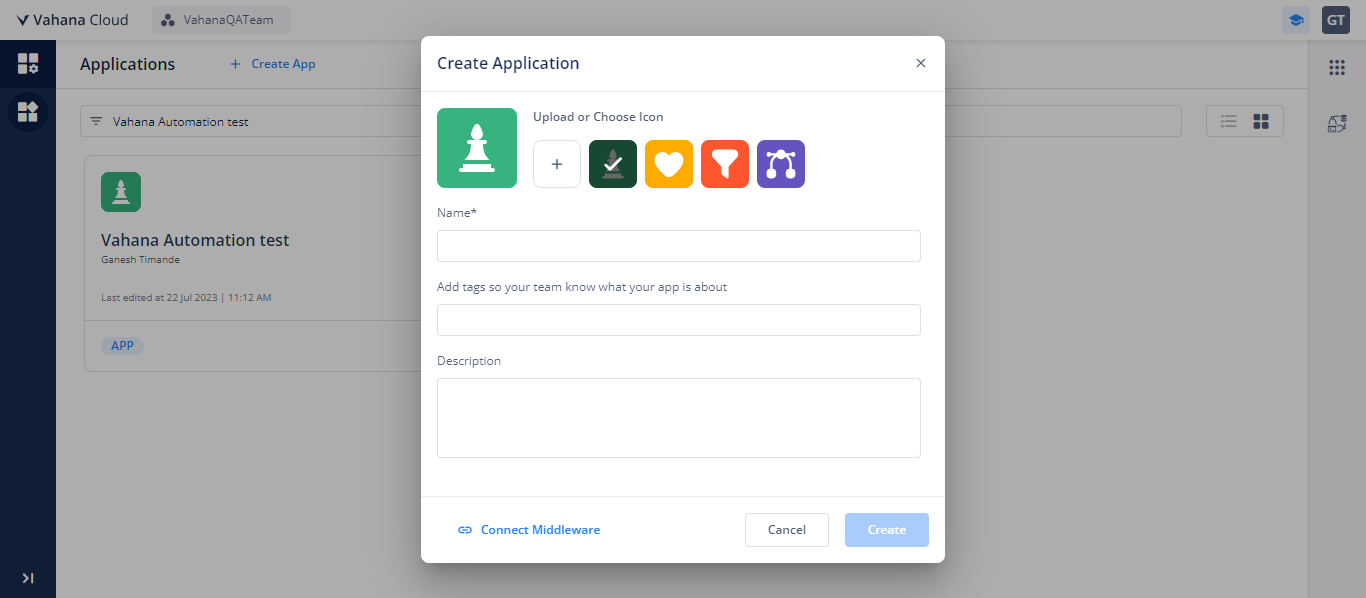 Vahana Cloud
VahanaQATeam
GT
Applications
Create App
Vahana Automation test
Vahana Automation test
Ganesh Timande
Last edited at 22 Jul 2023 | 11:12 AM
APP
Create Application
Upload or Choose Icon
Name*
Add tags so your team know what your app is about
Description
Connect Middleware
Cancel
Create